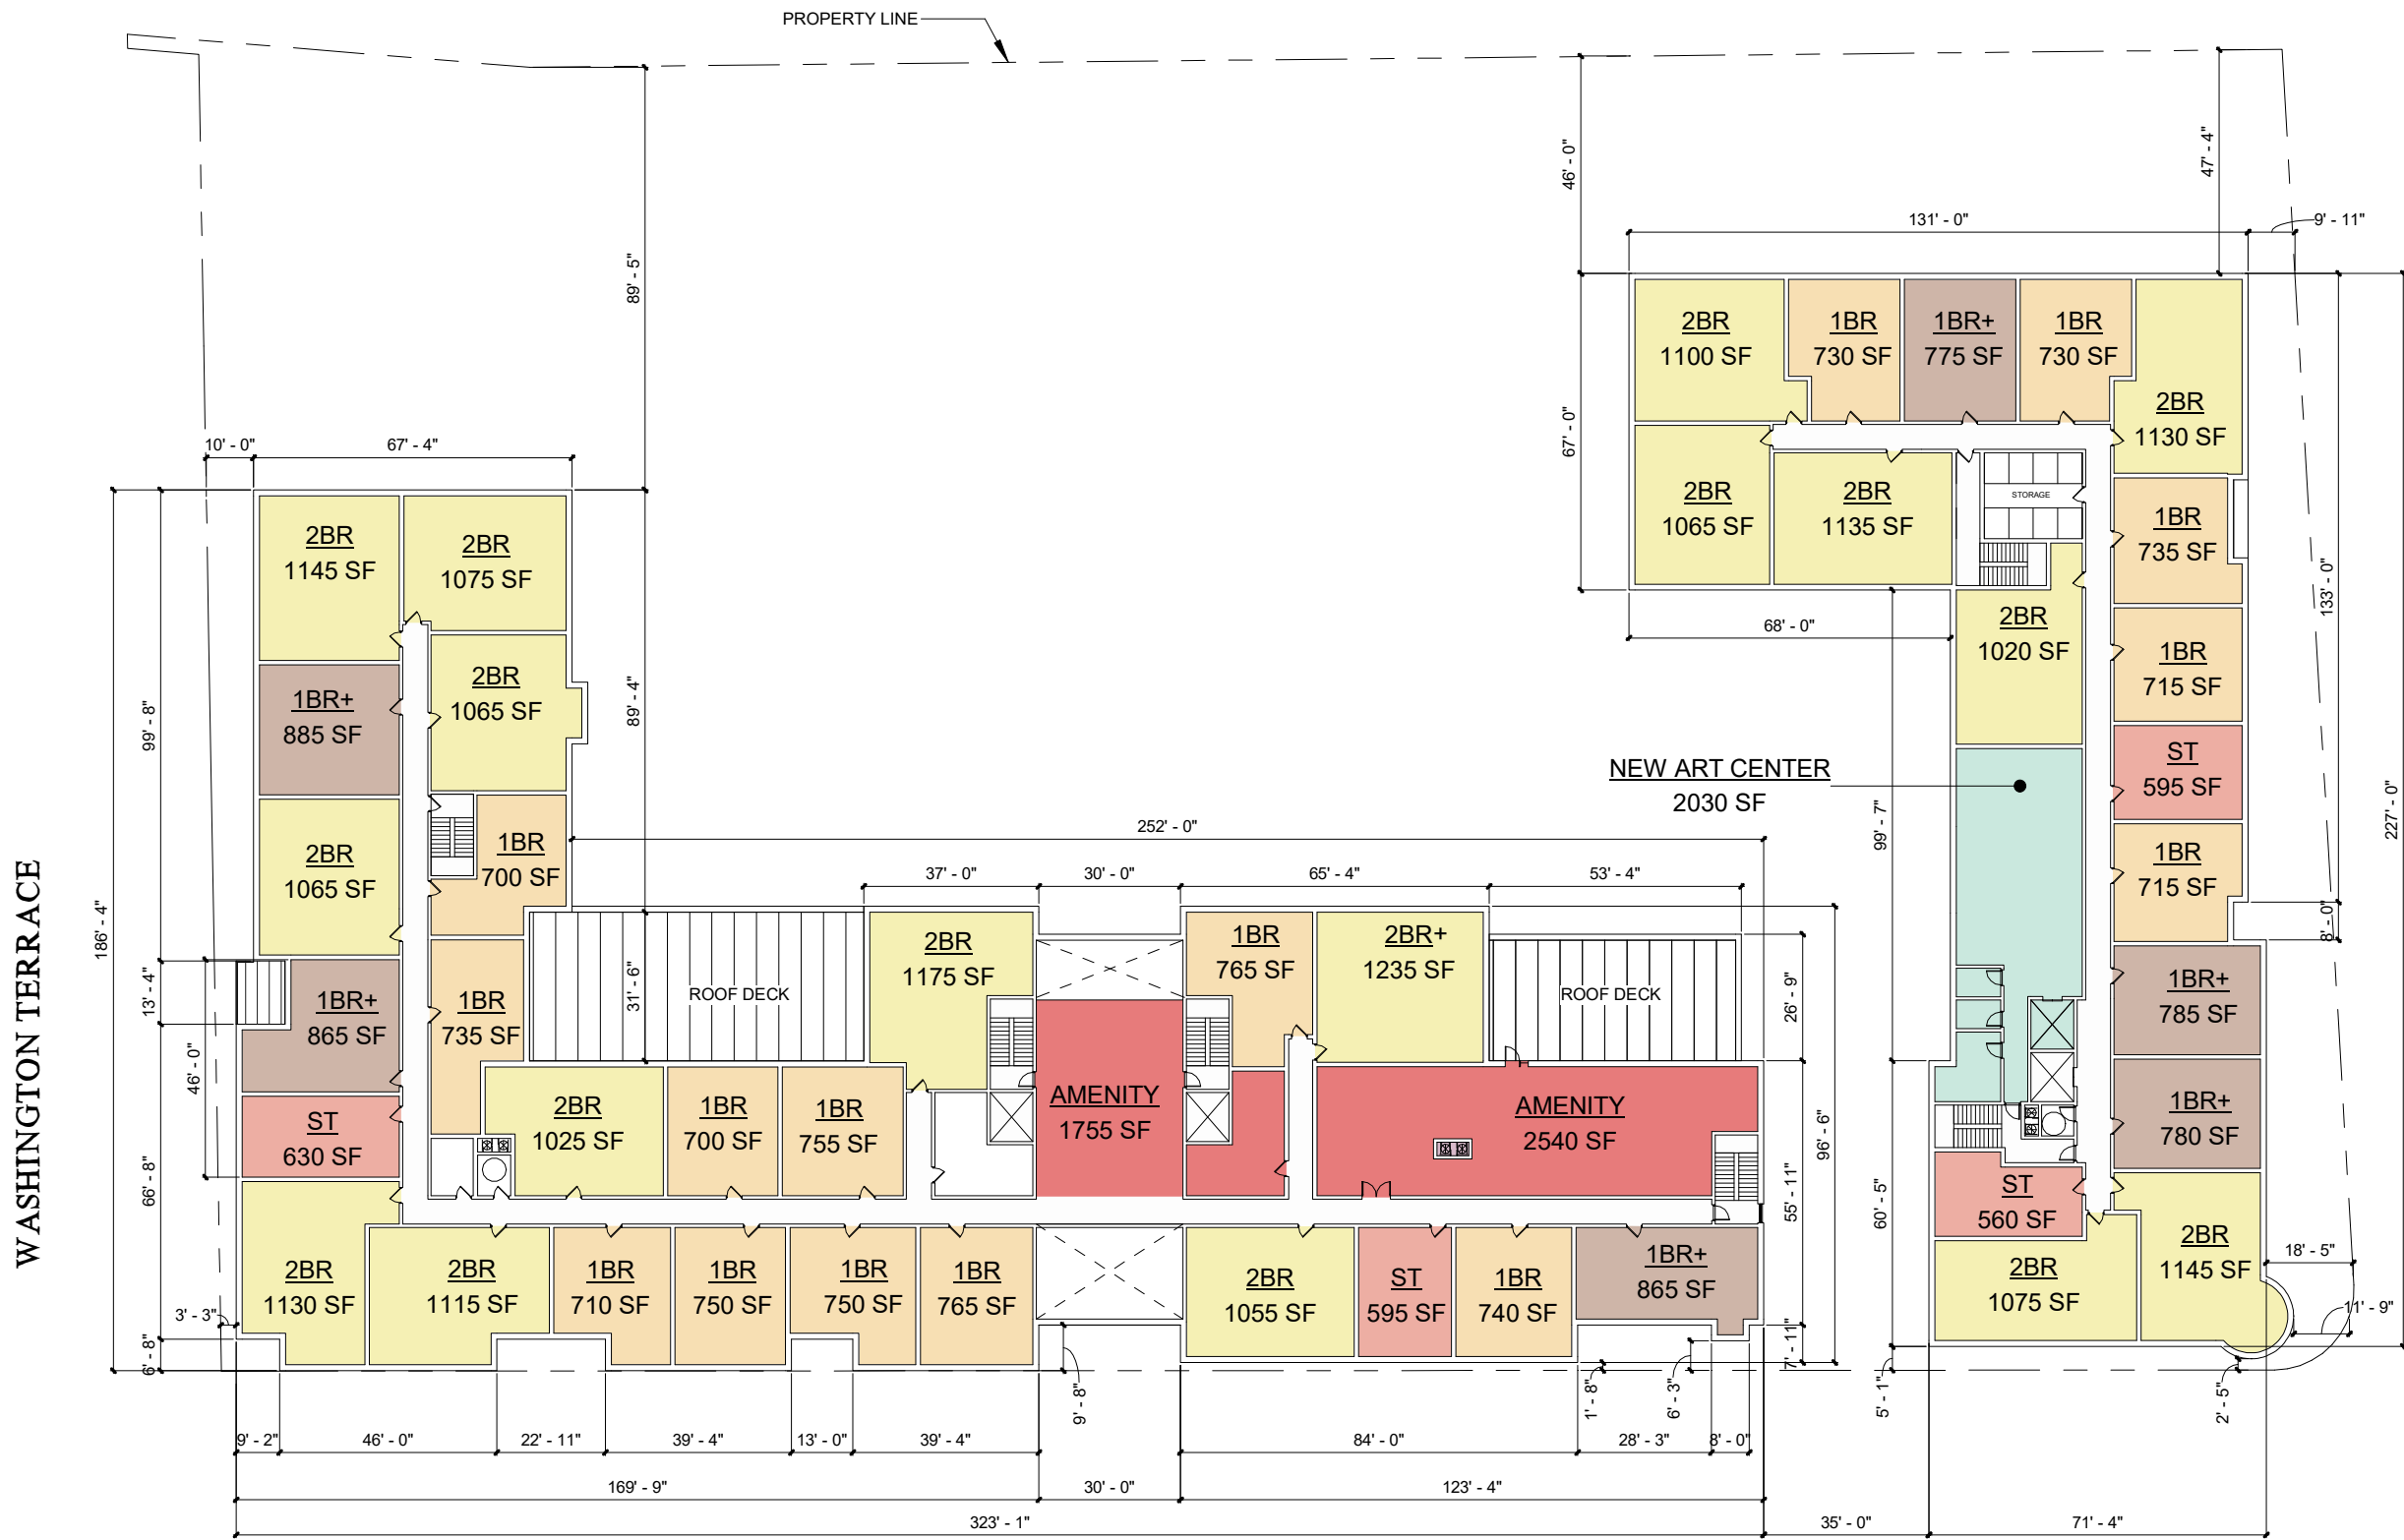 PROPERTY LINE
46' - 0"
47' - 4"
131' - 0"
9' - 11"
89' - 5"
2BR
1100 SF
1BR
730 SF
1BR+
775 SF
1BR
730 SF
2BR
1130 SF
67' - 0"
10' - 0"
67' - 4"
2BR
1065 SF
2BR
1135 SF
STORAGE
1BR
735 SF
2BR
1145 SF
2BR
1075 SF
133' - 0"
227' - 0"
68' - 0"
2BR
1020 SF
1BR
715 SF
2BR
1065 SF
1BR+
885 SF
99' - 8"
89' - 4"
NEW ART CENTER
2030 SF
ST
595 SF
252' - 0"
99' - 7"
2BR
1065 SF
1BR
700 SF
1BR
715 SF
37' - 0"
30' - 0"
65' - 4"
53' - 4"
186' - 4"
8' - 0"
WASHINGTON TERRACE
13' - 4"
1BR+
865 SF
1BR
735 SF
31' - 6"
ROOF DECK
2BR
1175 SF
1BR
765 SF
2BR+
1235 SF
ROOF DECK
26' - 9"
1BR+
785 SF
46' - 0"
ST
630 SF
2BR
1025 SF
1BR
700 SF
1BR
755 SF
AMENITY
1755 SF
AMENITY
2540 SF
96' - 6"
1BR+
780 SF
66' - 8"
55' - 11"
60' - 5"
ST
560 SF
2BR
1130 SF
2BR
1115 SF
1BR
710 SF
1BR
750 SF
1BR
750 SF
1BR
765 SF
2BR
1055 SF
ST
595 SF
1BR
740 SF
1BR+
865 SF
2BR
1075 SF
2BR
1145 SF
18' - 5"
11' - 9"
3' - 3"
6' - 8"
7' - 11"
9' - 8"
1' - 8"
6' - 3"
5' - 1"
2' - 5"
9' - 2"
46' - 0"
22' - 11"
39' - 4"
13' - 0"
39' - 4"
84' - 0"
28' - 3"
8' - 0"
169' - 9"
30' - 0"
123' - 4"
323' - 1"
35' - 0"
71' - 4"